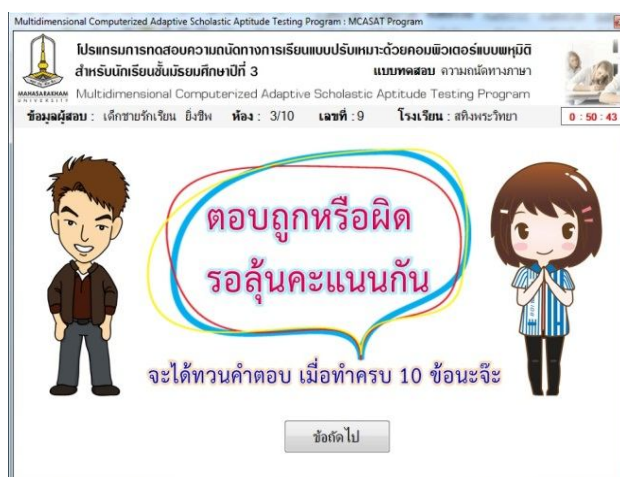 Multidimensional Computerized Adaptive Scholastic Aptitude Testing Program : MCASAT Program
โปรแกรมการทดสอบความถนัดทางการเรียนแบบปรับเหมาะด้วยคอมพิวเตอร์แบบพหุมิติ
สำหรับนักเรียนชั้นมัธยมศึกษาปีที่ 3 แบบทดสอบ ความถนัดทางภาษา
MAHASARAKHAM Multidimensional Computerized Adaptive Scholastic Aptitude Testing Program
UNIVERSITY
ข้อมูลผู้สอบ : เด็กชายรักเรียน ยิ่งชีพ ห้อง : 3/10 เลขที่ : 9 โรงเรียน : สทิงพระวิทยา 0 : 50 : 43
ตอบถูกหรือผิด
รอลุ้นคะแนนกัน
จะได้ทวนคำตอบ เมื่อทำครบ 10 ข้อนะจ๊ะ
ข้อถัดไป